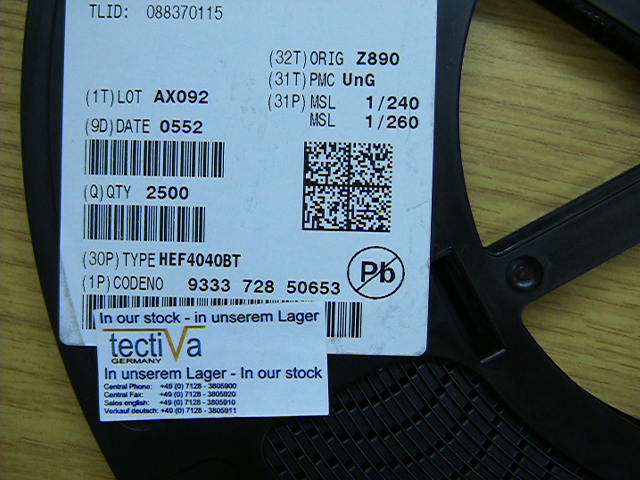 TLID: 088370115
(32T)ORIG Z890
(31T)PMC UnG
(1T)LOT AX092
(31P)MSL 1/240
MSL 1/260
(9D)DATE 0552
(Q)QTY 2500
(30P)TYPE HEF4040BT
(1P)CODENO 9333 728 50653
Pb
In our stock - in unserem Lager
tectiVa
GERMANY
In unserem Lager - In our stock
Central Phone: +49 (0) 7128 - 3805900
Central Fax: +49 (0) 7128 - 3805920
Sales english: +49 (0) 7128 - 3805910
Verkauf deutsch: +49 (0) 7128 - 3805911